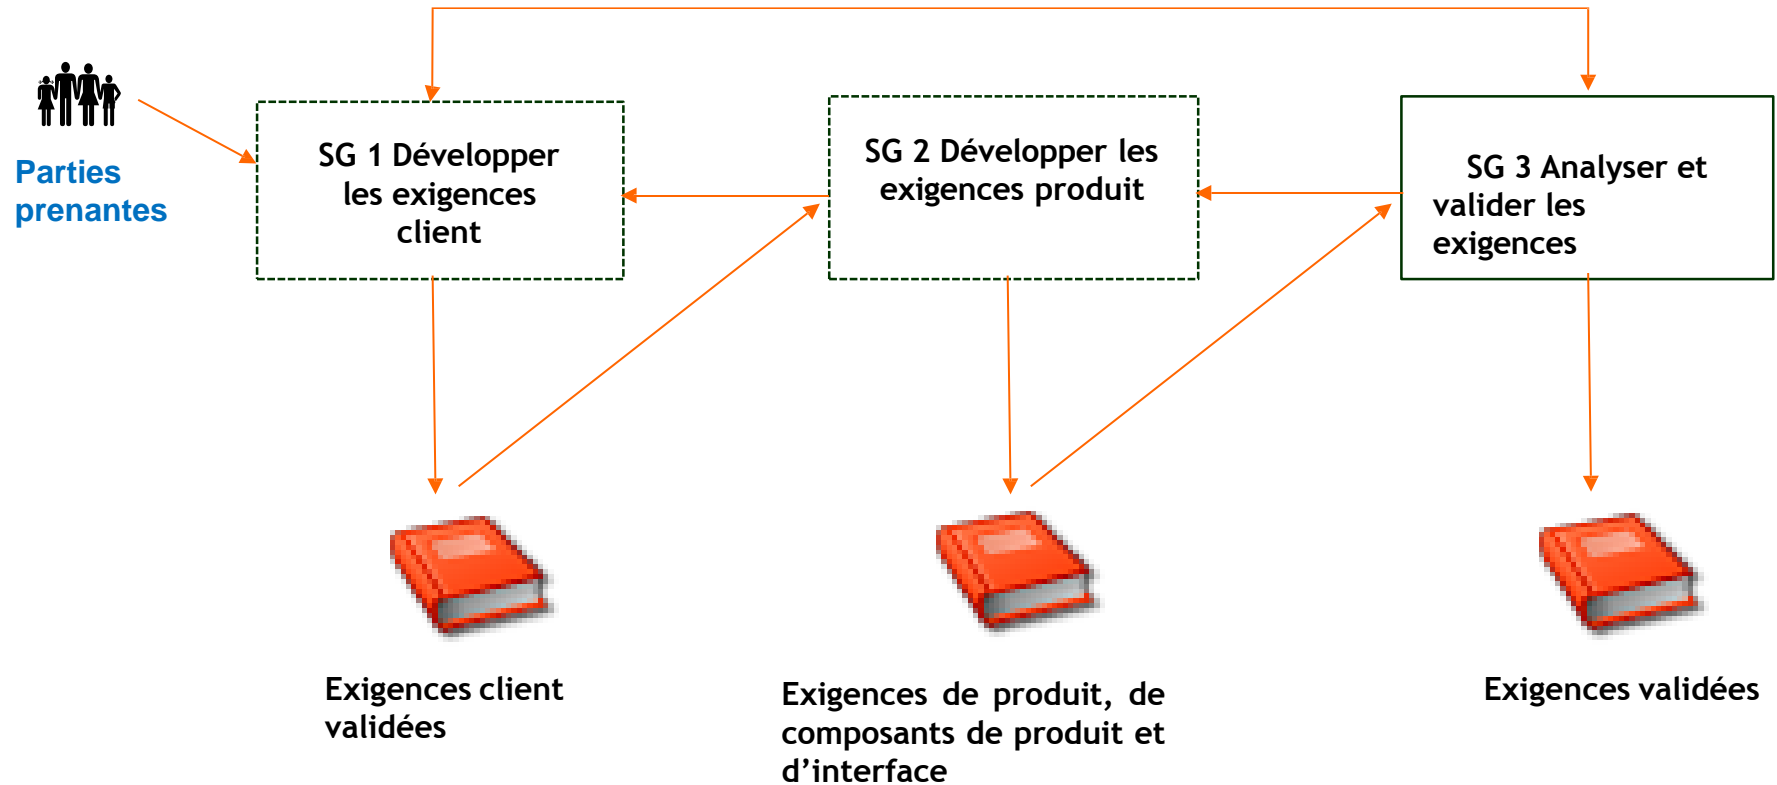 Parties
prenantes
SG 1 Développer
les exigences
client
SG 2 Développer les
exigences produit
SG 3 Analyser et
valider les
exigences
Exigences client
validées
Exigences de produit, de
composants de produit et
d’interface
Exigences validées